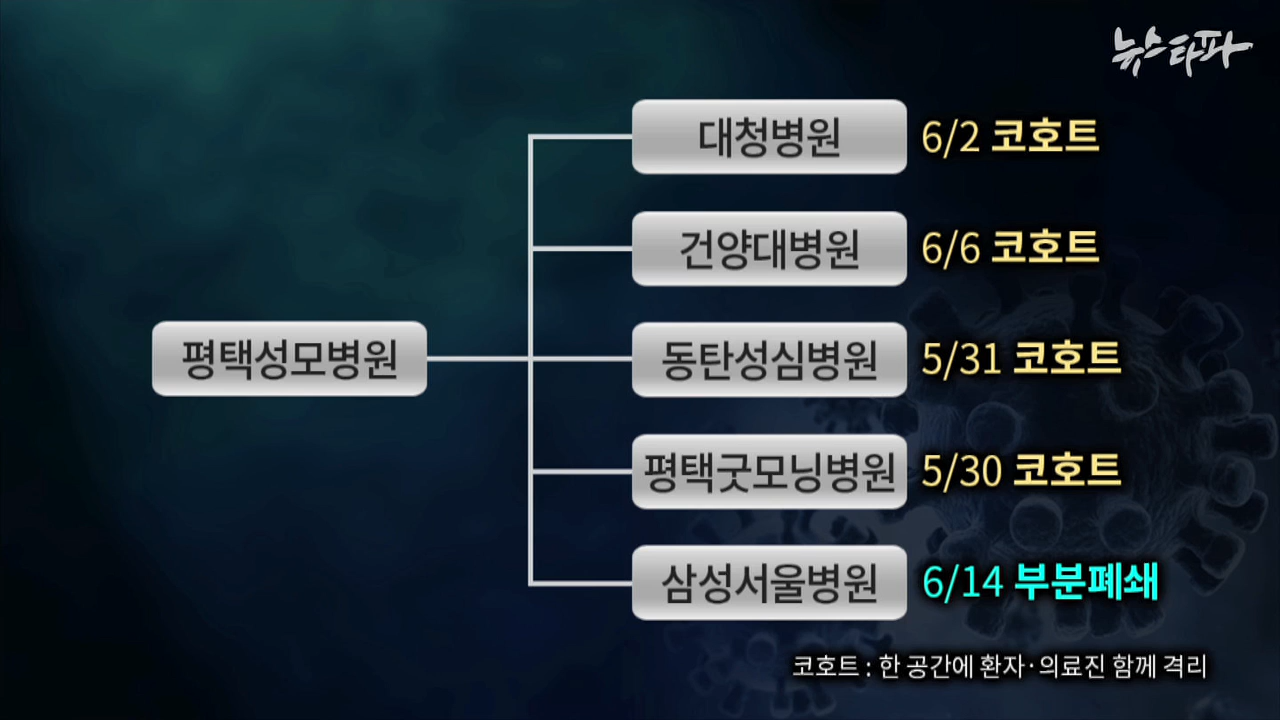 뉴스타파
대청병원 6/2 코호트
건양대병원 6/6 코호트
평택성모병원
동탄성심병원 5/31 코호트
평택굿모닝병원 5/30 코호트
삼성서울병원 6/14 부분폐쇄
코호트 : 한 공간에 환자·의료진 함께 격리